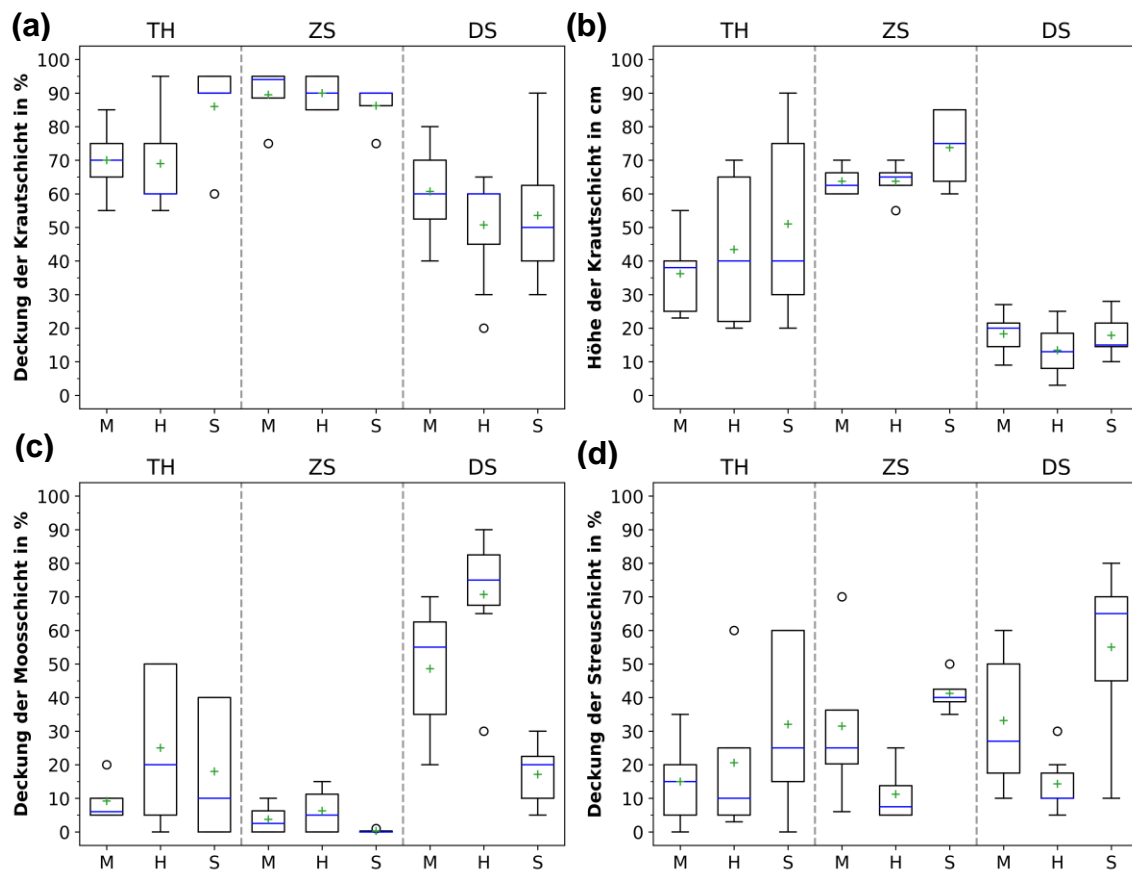 (a)
TH ZS DS
Deckung der Krautschicht in %
100
90
80
70
60
50
40
30
20
10
0
M H S M H S M H S
(b)
TH ZS DS
Höhe der Krautschicht in cm
100
90
80
70
60
50
40
30
20
10
0
M H S M H S M H S
(c)
TH ZS DS
Deckung der Moosschicht in %
100
90
80
70
60
50
40
30
20
10
0
M H S M H S M H S
(d)
TH ZS DS
Deckung der Streuschicht in %
100
90
80
70
60
50
40
30
20
10
0
M H S M H S M H S